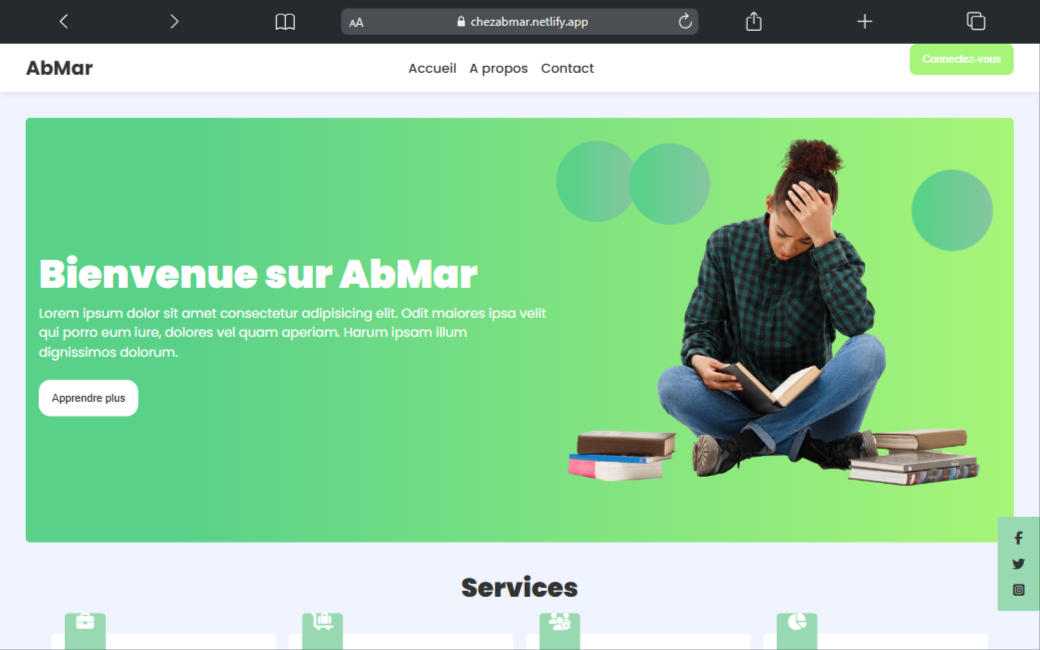 AA chezabmar.netlify.app
AbMar
Accueil A propos Contact
Connectez-vous
Bienvenue sur AbMar
Lorem ipsum dolor sit amet consectetur adipisicing elit. Odit maiores ipsa velit
qui porro eum iure, dolores vel quam aperiam. Harum ipsam illum
dignissimos dolorum.
Apprendre plus
Services